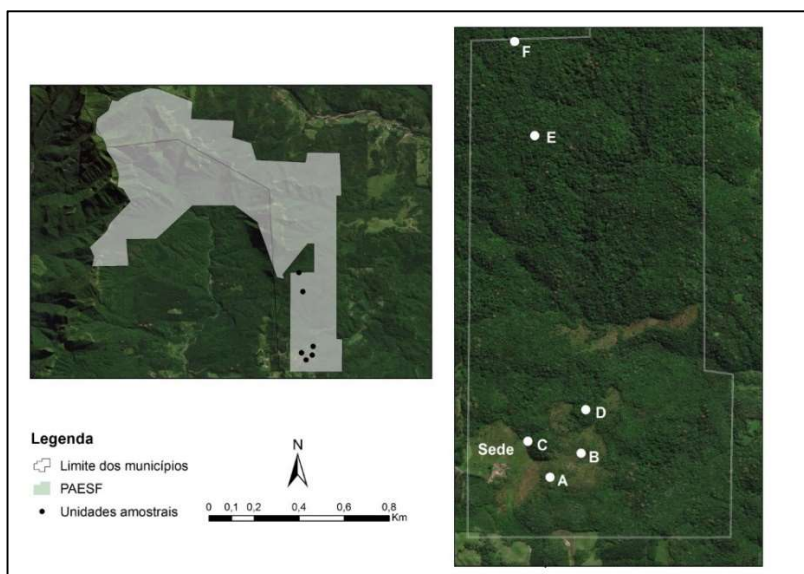 F
E
D
C
Sede
B
A
Legenda
Limite dos municípios
PAESF
Unidades amostrais
N
0 0,1 0,2 0,4 0,6 0,8
Km